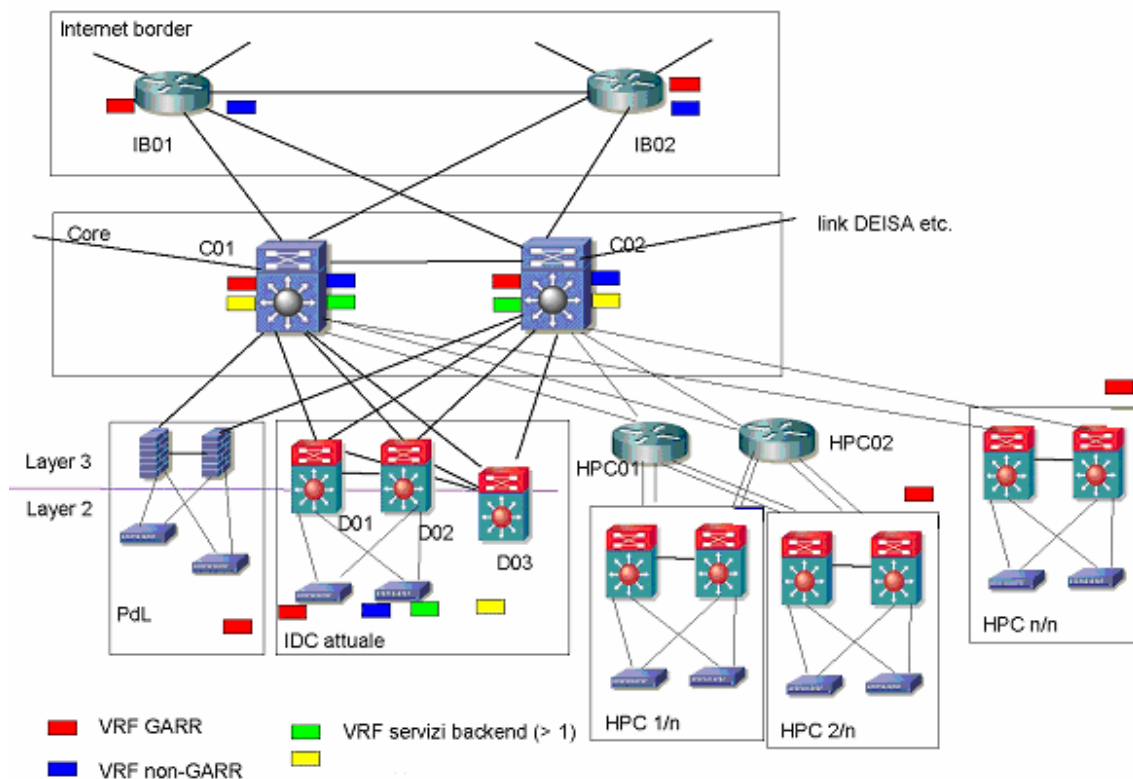 Internet border
IB01
IB02
Core
C01
C02
link DEISA etc.
Layer 3
Layer 2
HPC01
HPC02
D01
D02
D03
PdL
IDC attuale
HPC 1/n
HPC 2/n
HPC n/n
VRF GARR
VRF servizi backend (> 1)
VRF non-GARR